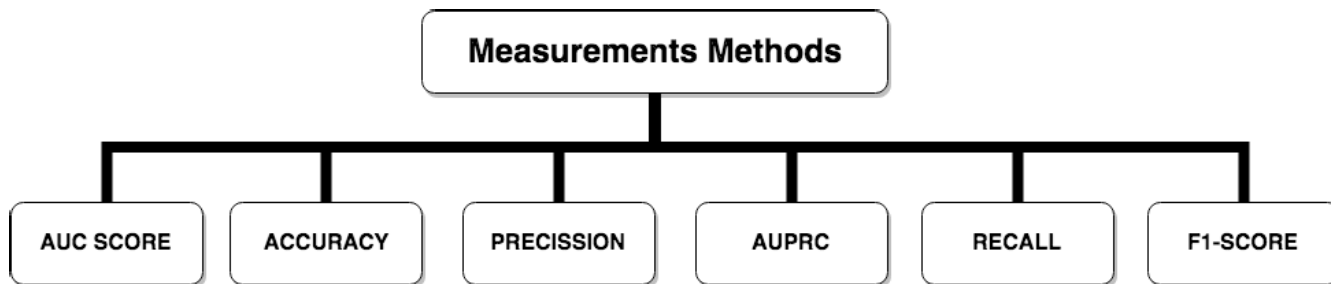 Measurements Methods
AUC SCORE
ACCURACY
PRECISSION
AUPRC
RECALL
F1-SCORE